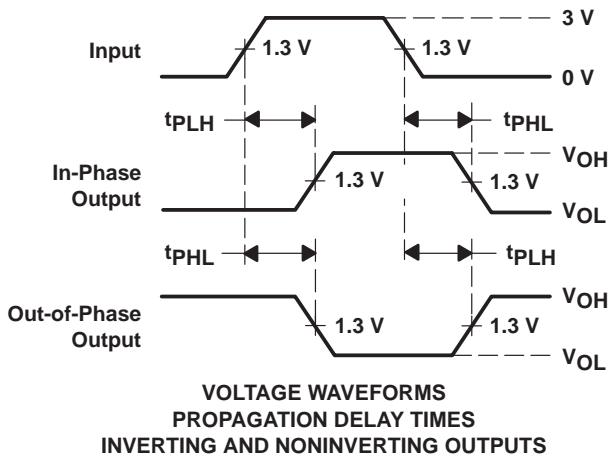 3 V
Input
1.3 V
1.3 V
0 V
tPLH
tPHL
VOH
In-Phase
Output
1.3 V
1.3 V
VOL
tPHL
tPLH
VOH
Out-of-Phase
Output
1.3 V
1.3 V
VOL
VOLTAGE WAVEFORMS
PROPAGATION DELAY TIMES
INVERTING AND NONINVERTING OUTPUTS